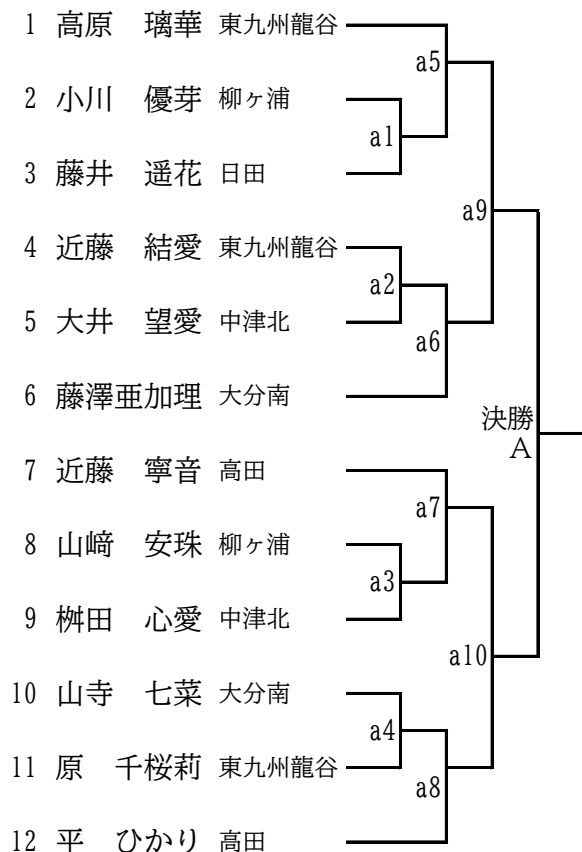 1 高原 璃華 東九州龍谷
a5
2 小川 優芽 柳ヶ浦
a1
3 藤井 遥花 日田
a9
4 近藤 結愛 東九州龍谷
a2
5 大井 望愛 中津北
a6
6 藤澤亜加理 大分南
決勝
A
7 近藤 寧音 高田
a7
8 山﨑 安珠 柳ヶ浦
a3
9 桝田 心愛 中津北
a10
10 山寺 七菜 大分南
a4
11 原 千桜莉 東九州龍谷
a8
12 平 ひかり 高田